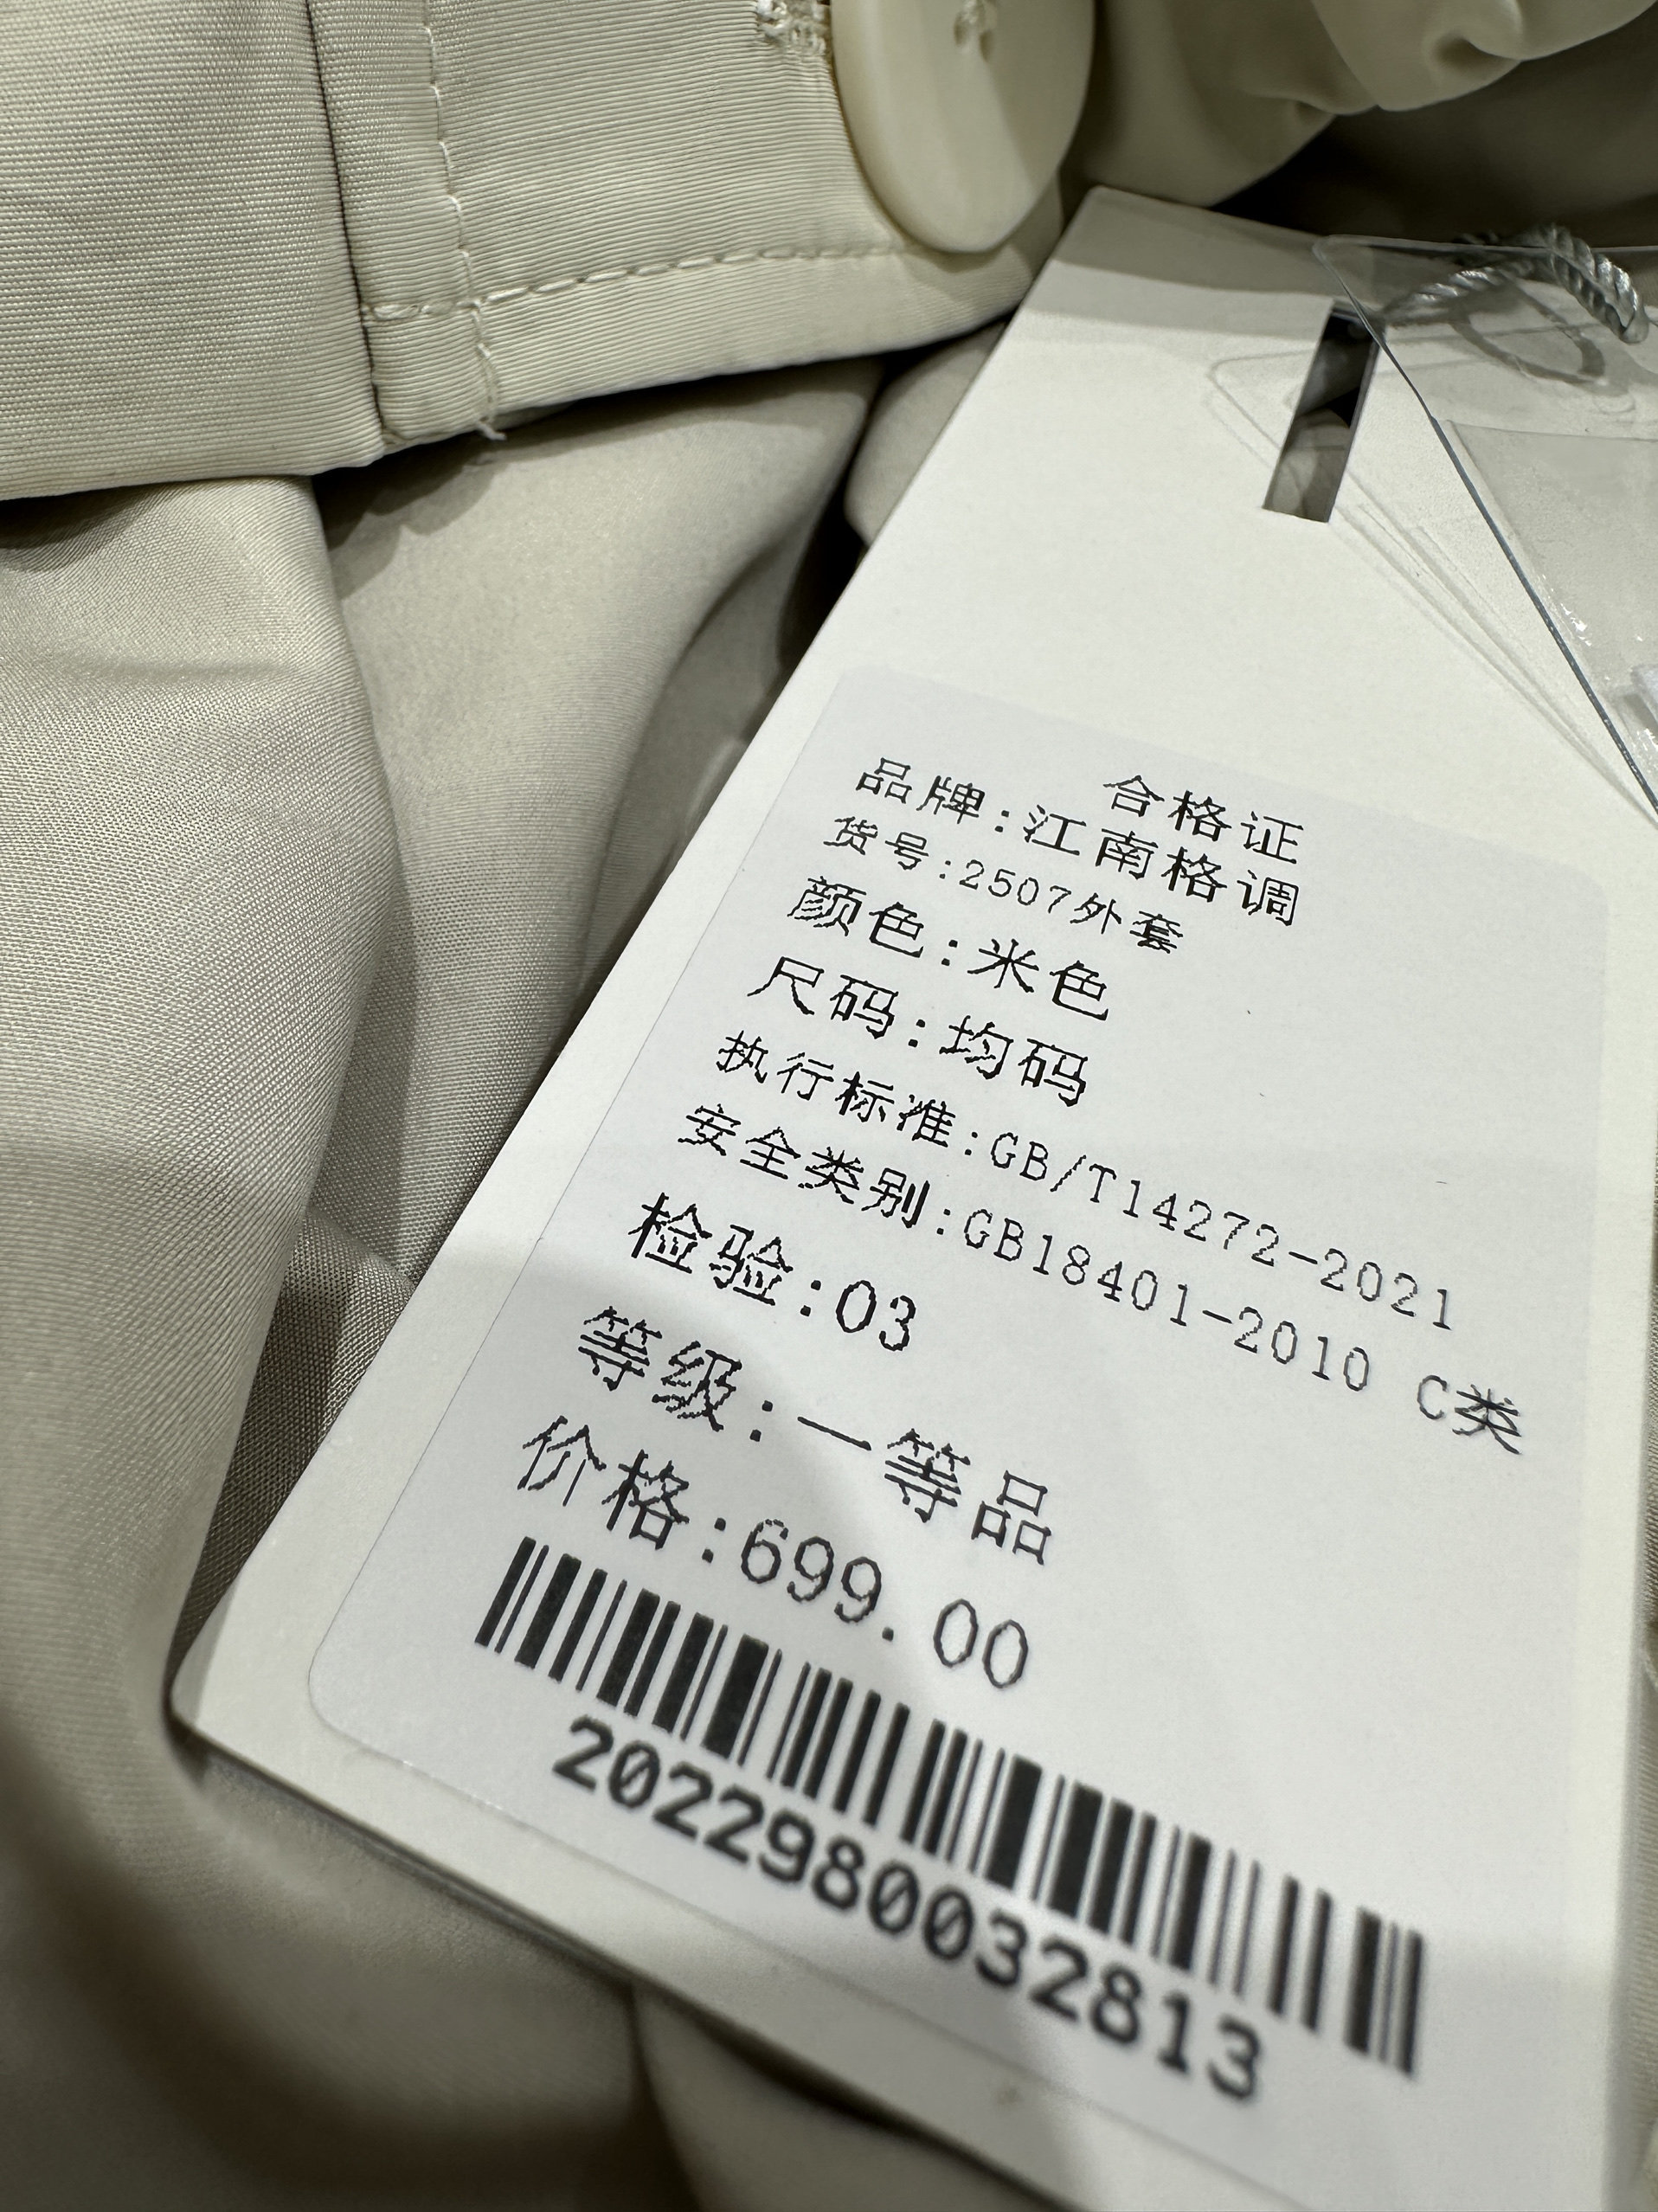 合格证
品牌:江南格调
货号:2507外套
颜色:米色
尺码:均码
执行标准:GB/T14272-2021
安全类别:GB18401-2010 C类
检验:03
等级:一等品
价格:699.00
2022980032813